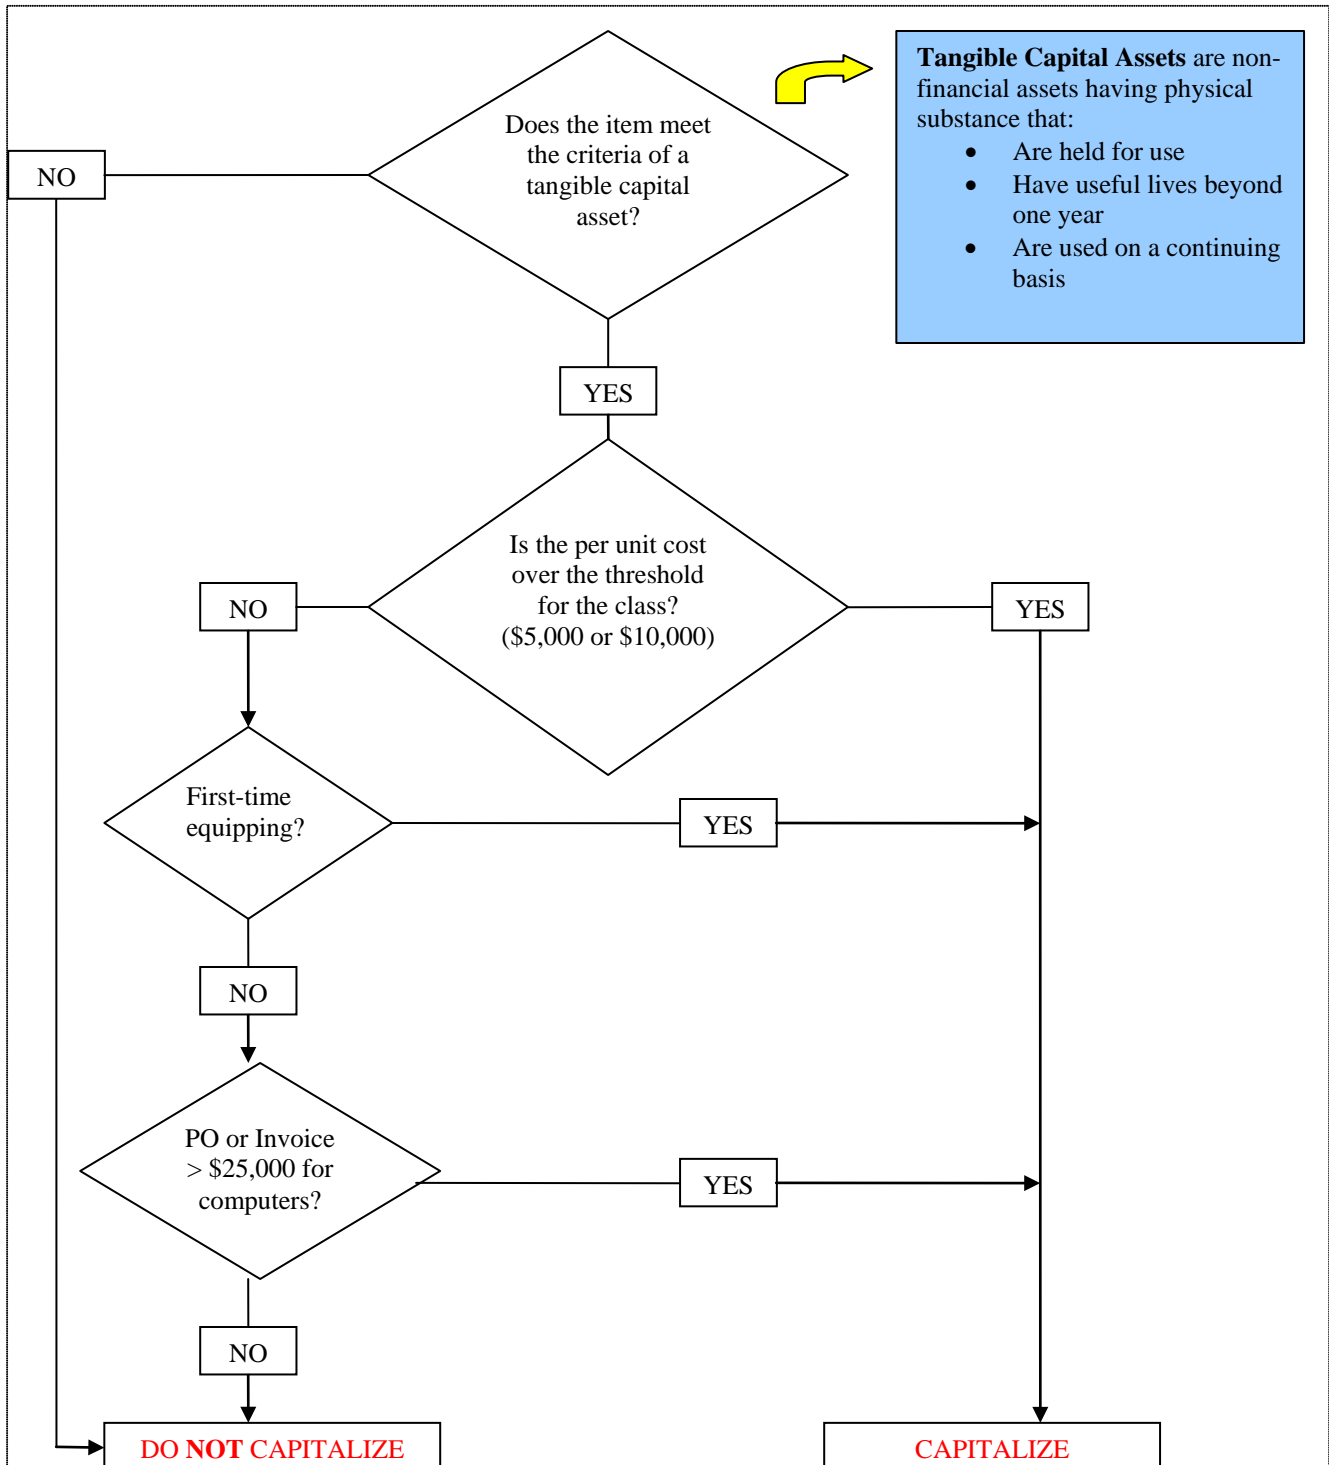 Does the item meet
the criteria of a
tangible capital
asset?
Tangible Capital Assets are non-
financial assets having physical
substance that:
• Are held for use
• Have useful lives beyond
one year
• Are used on a continuing
basis
NO
YES
Is the per unit cost
over the threshold
for the class?
($5,000 or $10,000)
NO
YES
First-time
equipping?
YES
NO
PO or Invoice
> $25,000 for
computers?
YES
NO
DO NOT CAPITALIZE
CAPITALIZE